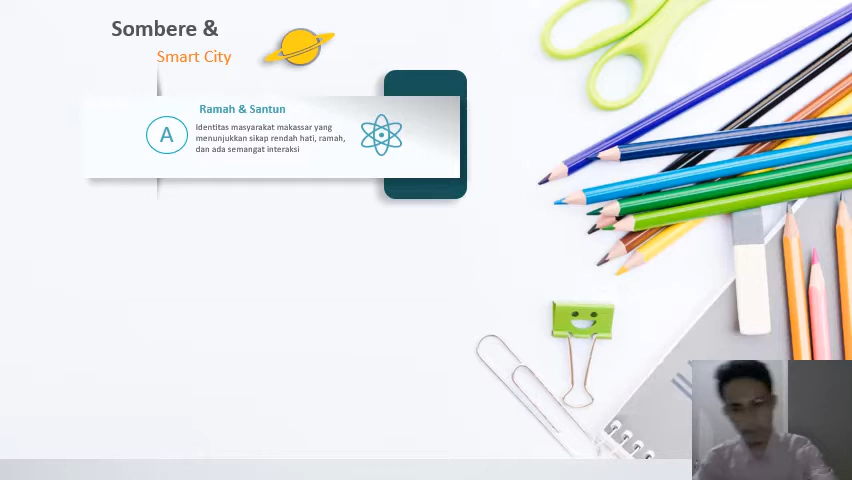 Sombere &
Smart City
Ramah & Santun
A
Identitas masyarakat makassar yang
menunjukkan sikap rendah hati, ramah,
dan ada semangat interaksi